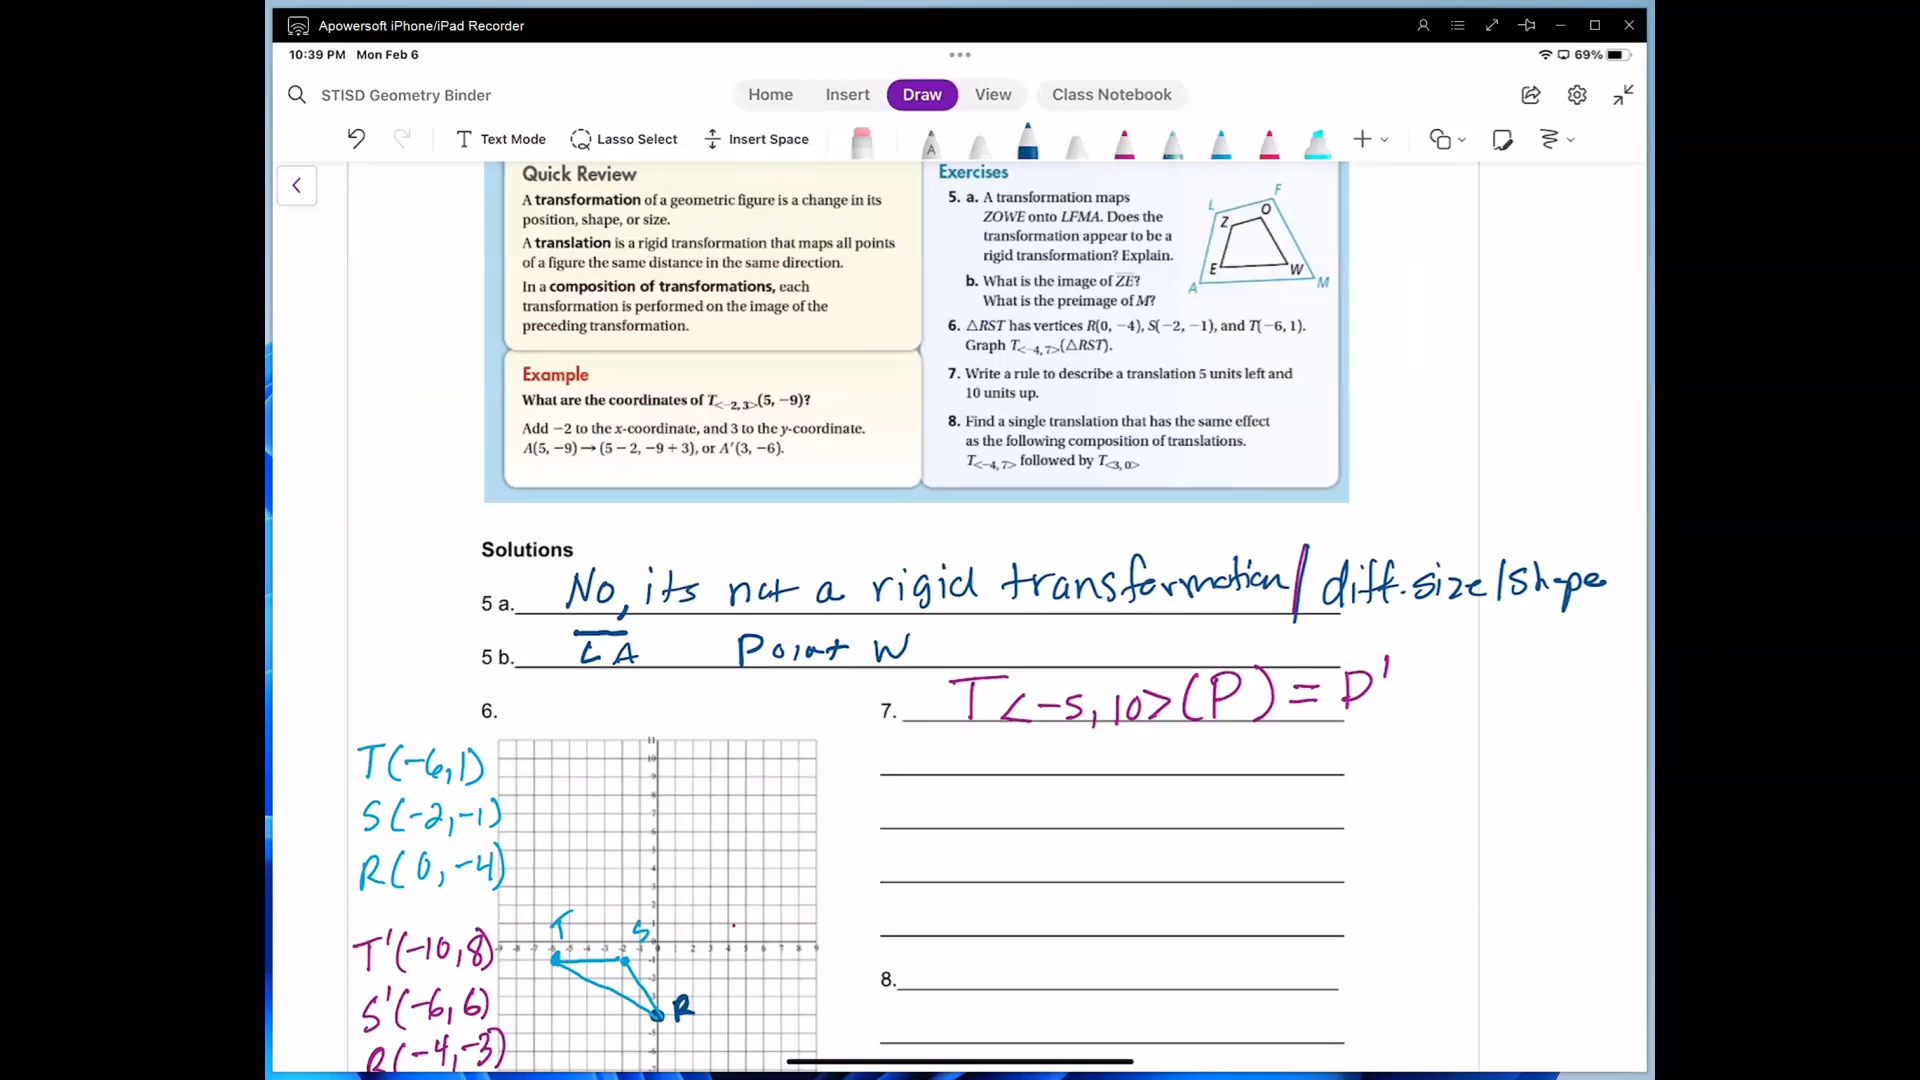 Apowersoft iPhone/iPad Recorder
10:39 PM Mon Feb 6
69%
STISD Geometry Binder
Home Insert Draw View Class Notebook
Text Mode Lasso Select Insert Space
A
Quick Review
A transformation of a geometric figure is a change in its
position, shape, or size.
A translation is a rigid transformation that maps all points
of a figure the same distance in the same direction.
In a composition of transformations, each
transformation is performed on the image of the
preceding transformation.
Example
What are the coordinates of T<−2, 3>(5, −9)?
Add −2 to the x-coordinate, and 3 to the y-coordinate.
A(5, −9) → (5 − 2, −9 + 3), or A′(3, −6).
Exercises
5. a. A transformation maps
ZOWE onto LFMA. Does the
transformation appear to be a
rigid transformation? Explain.
b. What is the image of ZE?
What is the preimage of M?
L F
Z O
E W
A M
6. △RST has vertices R(0, −4), S(−2, −1), and T(−6, 1).
Graph T<−4, 7>(△RST).
7. Write a rule to describe a translation 5 units left and
10 units up.
8. Find a single translation that has the same effect
as the following composition of translations.
T<−4, 7> followed by T<3, 0>
Solutions
5 a. No, its not a rigid transformation / diff. size/shape
5 b. LA Point W
6.
7. T<-5, 10>(P) = P'
T(-6,1)
S(-2,-1)
R(0,-4)
T'(-10,8)
S'(-6,6)
R(-4,-3)
T S
R
8.